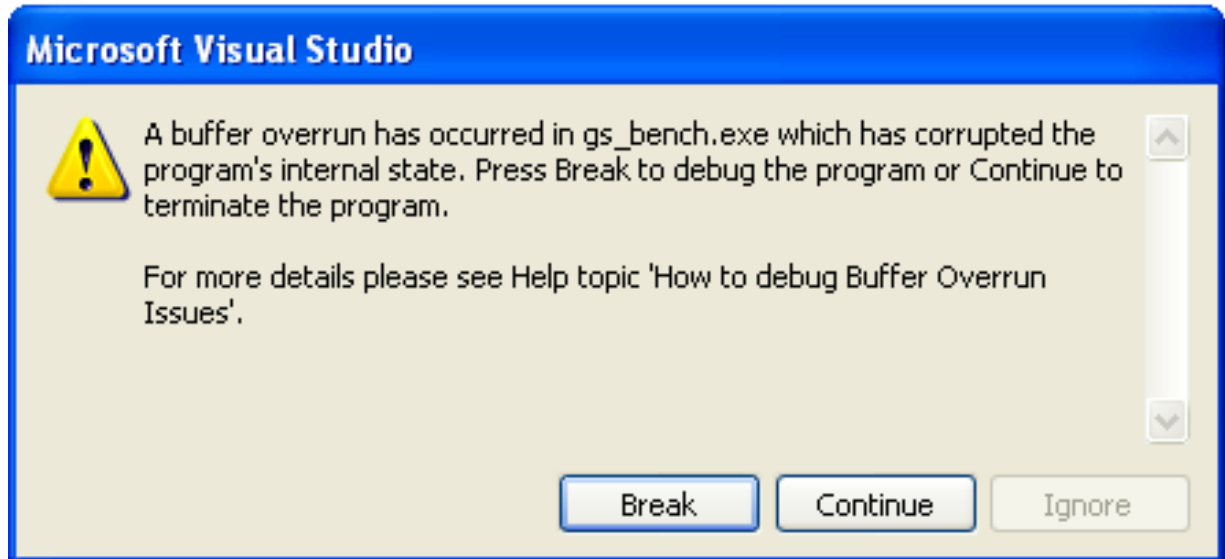 Microsoft Visual Studio
A buffer overrun has occurred in gs_bench.exe which has corrupted the
program's internal state. Press Break to debug the program or Continue to
terminate the program.
For more details please see Help topic 'How to debug Buffer Overrun
Issues'.
Break
Continue
Ignore